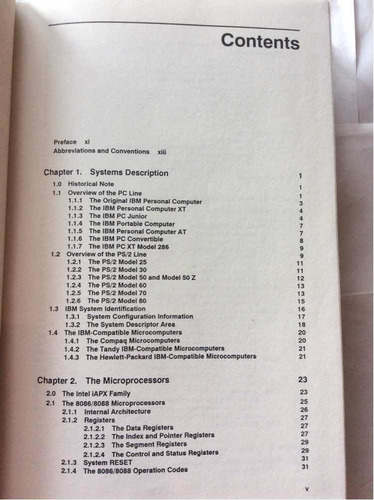 Contents
Preface xi
Abbreviations and Conventions xiii
Chapter 1. Systems Description 1
1.0 Historical Note 1
1.1 Overview of the PC Line 1
1.1.1 The Original IBM Personal Computer 3
1.1.2 The IBM Personal Computer XT 4
1.1.3 The IBM PC Junior 4
1.1.4 The IBM Portable Computer 7
1.1.5 The IBM Personal Computer AT 7
1.1.6 The IBM PC Convertible 8
1.1.7 The IBM PC XT Model 286 9
1.2 Overview of the PS/2 Line 9
1.2.1 The PS/2 Model 25 11
1.2.2 The PS/2 Model 30 11
1.2.3 The PS/2 Model 50 and Model 50 Z 12
1.2.4 The PS/2 Model 60 13
1.2.5 The PS/2 Model 70 13
1.2.6 The PS/2 Model 80 15
1.3 IBM System Identification 16
1.3.1 System Configuration Information 17
1.3.2 The System Descriptor Area 18
1.4 The IBM-Compatible Microcomputers 20
1.4.1 The Compaq Microcomputers 20
1.4.2 The Tandy IBM-Compatible Microcomputers 21
1.4.3 The Hewlett-Packard IBM-Compatible Microcomputers 21
Chapter 2. The Microprocessors 23
2.0 The Intel iAPX Family 23
2.1 The 8086/8088 Microprocessors 25
2.1.1 Internal Architecture 26
2.1.2 Registers 27
2.1.2.1 The Data Registers 27
2.1.2.2 The Index and Pointer Registers 27
2.1.2.3 The Segment Registers 29
2.1.2.4 The Control and Status Registers 29
2.1.3 System RESET 31
2.1.4 The 8086/8088 Operation Codes 31
v